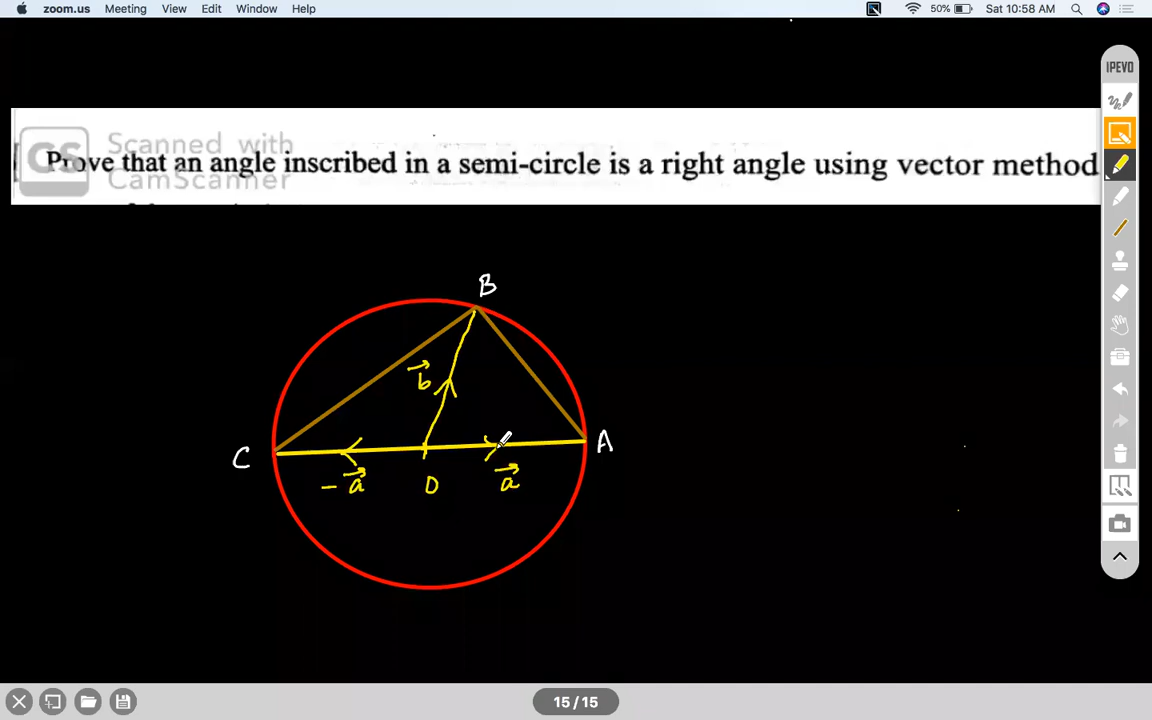 zoom.us Meeting View Edit Window Help 50% Sat 10:58 AM
IPEVO
Scanned with
CS
Prove that an angle inscribed in a semi-circle is a right angle using vector method
CamScanner
B
b
C
A
- a
O
a
15 / 15